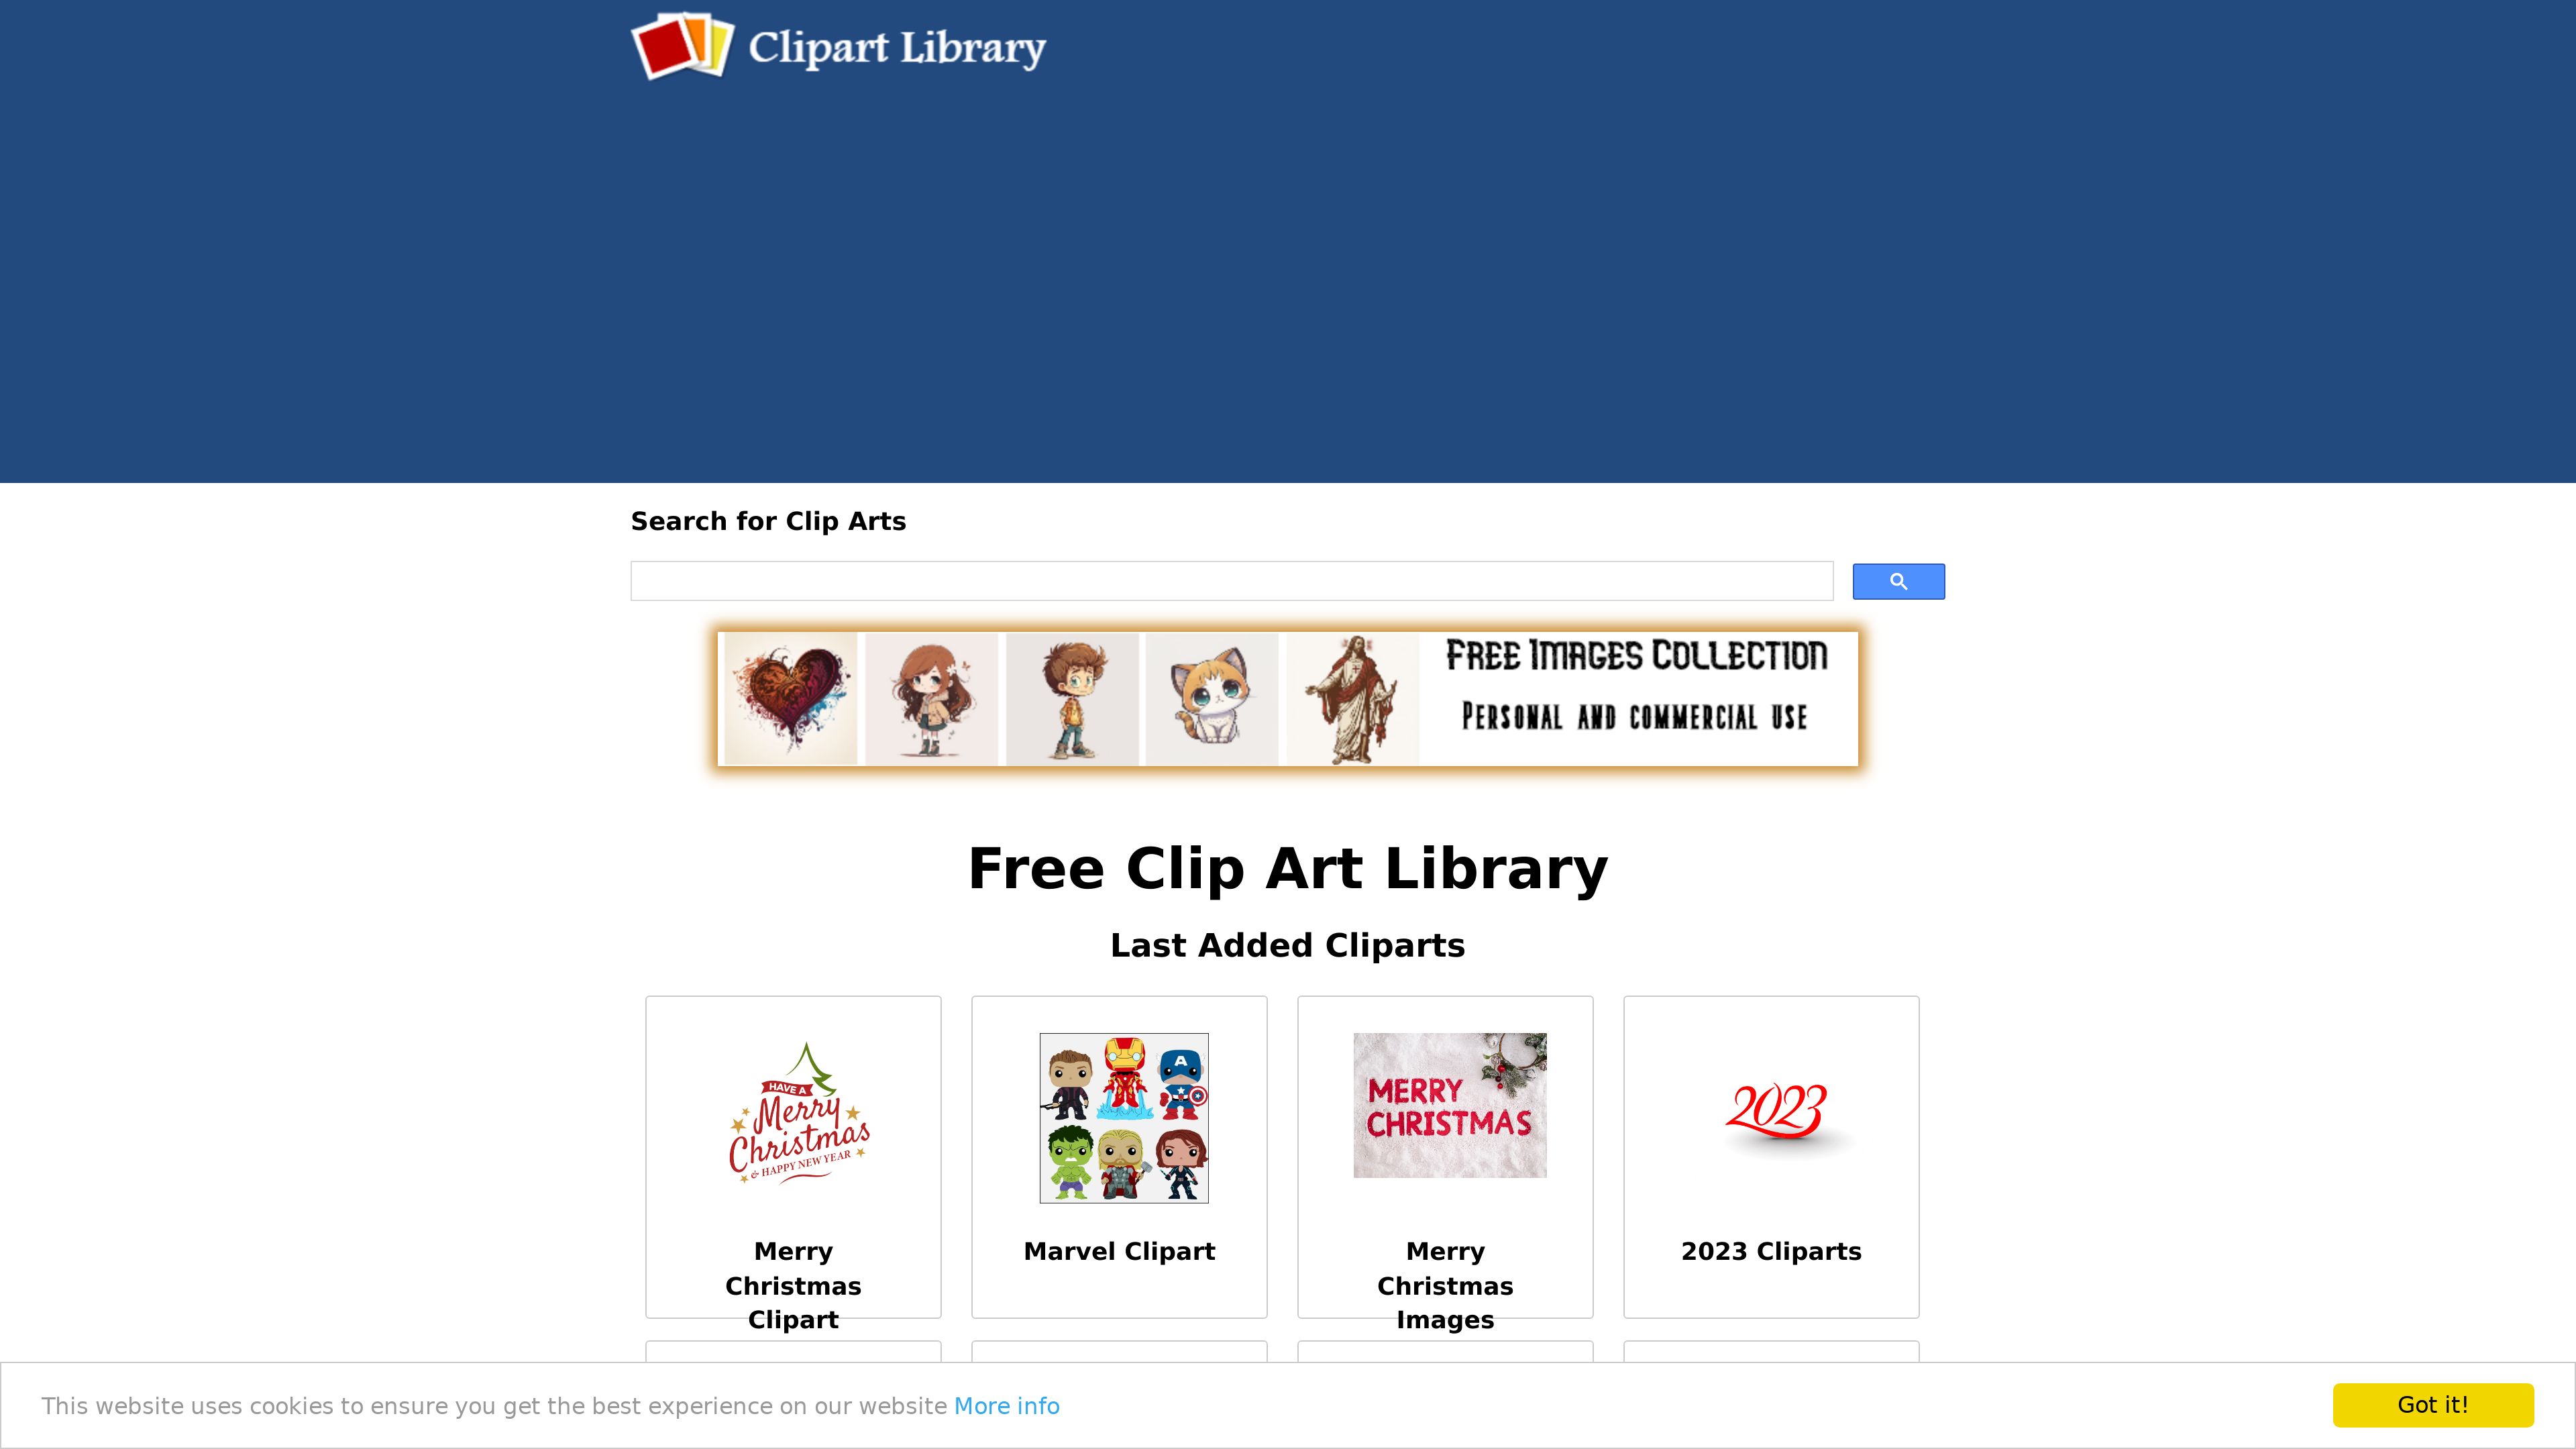 Clipart Library
Search for Clip Arts
Free Images Collection
Personal and commercial use
Free Clip Art Library
Last Added Cliparts
HAVE A
Merry
Christmas
& HAPPY NEW YEAR
A
MERRY
CHRISTMAS
2023
Merry
Christmas
Clipart
Marvel Clipart
Merry
Christmas
Images
2023 Cliparts
This website uses cookies to ensure you get the best experience on our website More info
Got it!